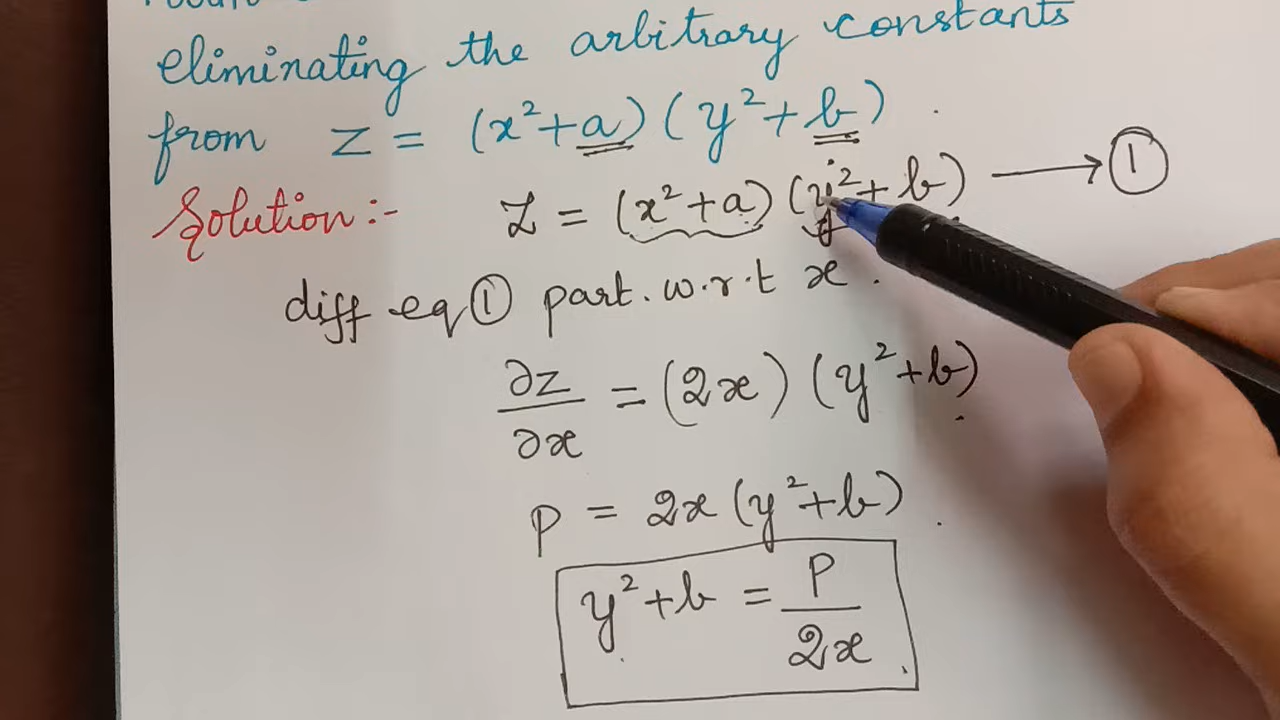 eliminating the arbitrary constants
from z = (x²+a)(y²+b)
Solution:- z = (x²+a)(y²+b) → ①
diff eq ① part. w.r.t x.
∂z/∂x = (2x)(y²+b)
P = 2x(y²+b)
y²+b = P/2x